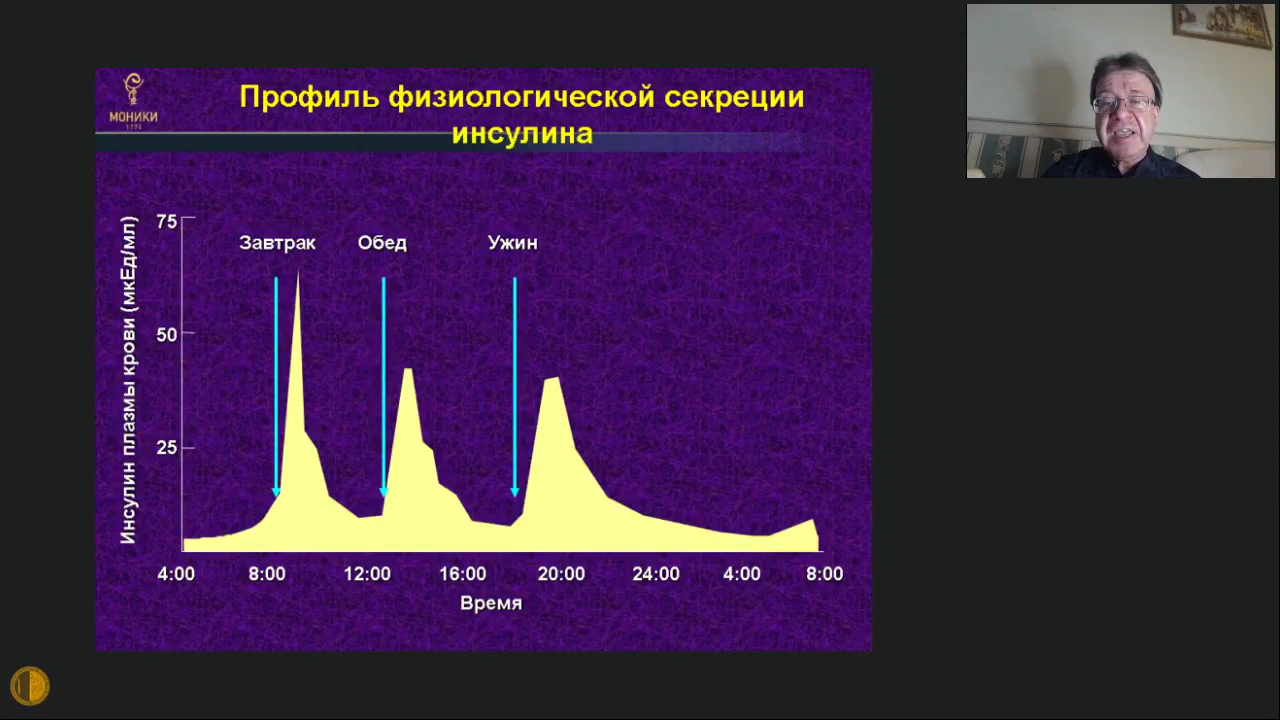 МОНИКИ
1775
Профиль физиологической секреции
инсулина
Инсулин плазмы крови (мкЕд/мл)
75
50
25
Завтрак Обед Ужин
4:00 8:00 12:00 16:00 20:00 24:00 4:00 8:00
Время